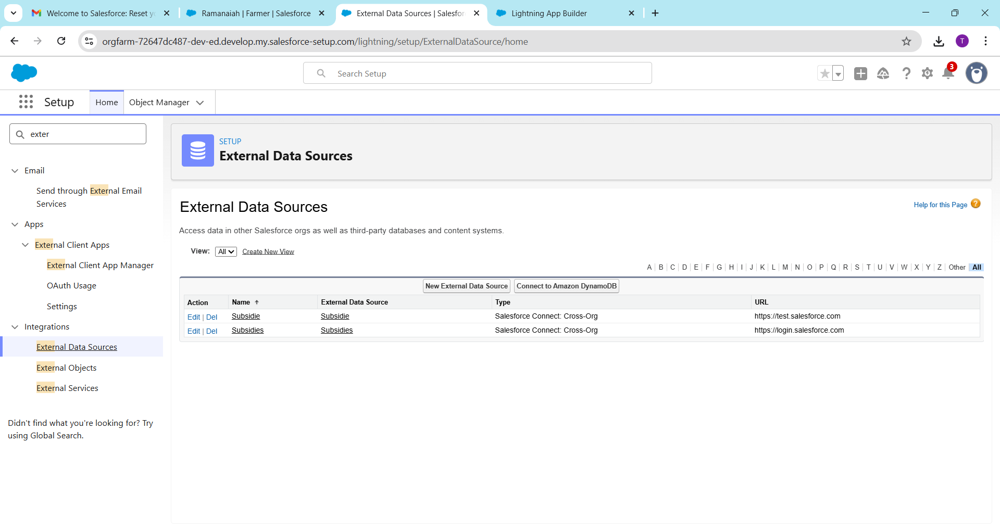 Welcome to Salesforce: Reset yo
Ramanaiah | Farmer | Salesforce
External Data Sources | Salesfor
Lightning App Builder
orgfarm-72647dc487-dev-ed.develop.my.salesforce-setup.com/lightning/setup/ExternalDataSource/home
T
Search Setup
3
Setup
Home
Object Manager
exter
Email
Send through External Email
Services
Apps
External Client Apps
External Client App Manager
OAuth Usage
Settings
Integrations
External Data Sources
External Objects
External Services
Didn't find what you're looking for? Try
using Global Search.
SETUP
External Data Sources
External Data Sources
Help for this Page ?
Access data in other Salesforce orgs as well as third-party databases and content systems.
View: All Create New View
A | B | C | D | E | F | G | H | I | J | K | L | M | N | O | P | Q | R | S | T | U | V | W | X | Y | Z | Other | All
New External Data Source Connect to Amazon DynamoDB
Action Name ↑ External Data Source Type URL
Edit | Del Subsidie Subsidie Salesforce Connect: Cross-Org https://test.salesforce.com
Edit | Del Subsidies Subsidies Salesforce Connect: Cross-Org https://login.salesforce.com